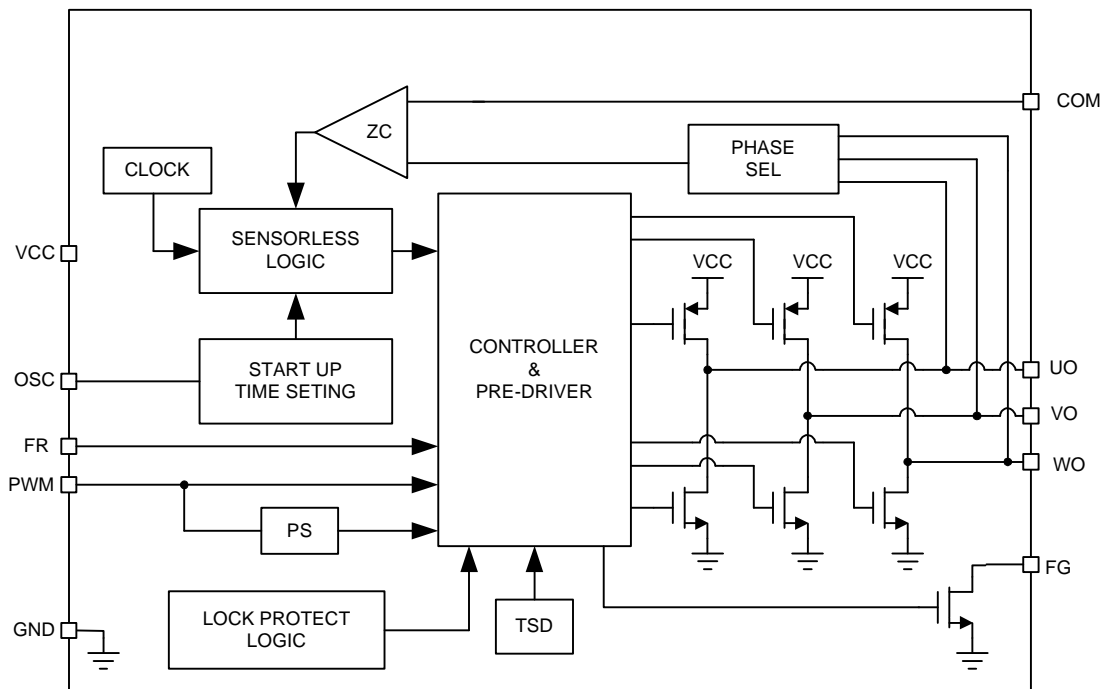 COM
ZC
PHASE
SEL
CLOCK
VCC
SENSORLESS
LOGIC
VCC
VCC
VCC
CONTROLLER
&
PRE-DRIVER
START UP
TIME SETING
OSC
UO
VO
FR
WO
PWM
PS
FG
LOCK PROTECT
LOGIC
TSD
GND